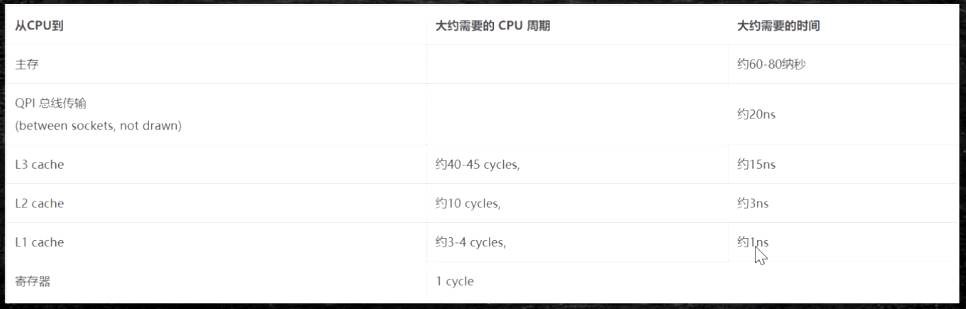 从CPU到 大约需要的 CPU 周期 大约需要的时间
主存 约60-80纳秒
QPI 总线传输
(between sockets, not drawn) 约20ns
L3 cache 约40-45 cycles, 约15ns
L2 cache 约10 cycles, 约3ns
L1 cache 约3-4 cycles, 约1ns
寄存器 1 cycle